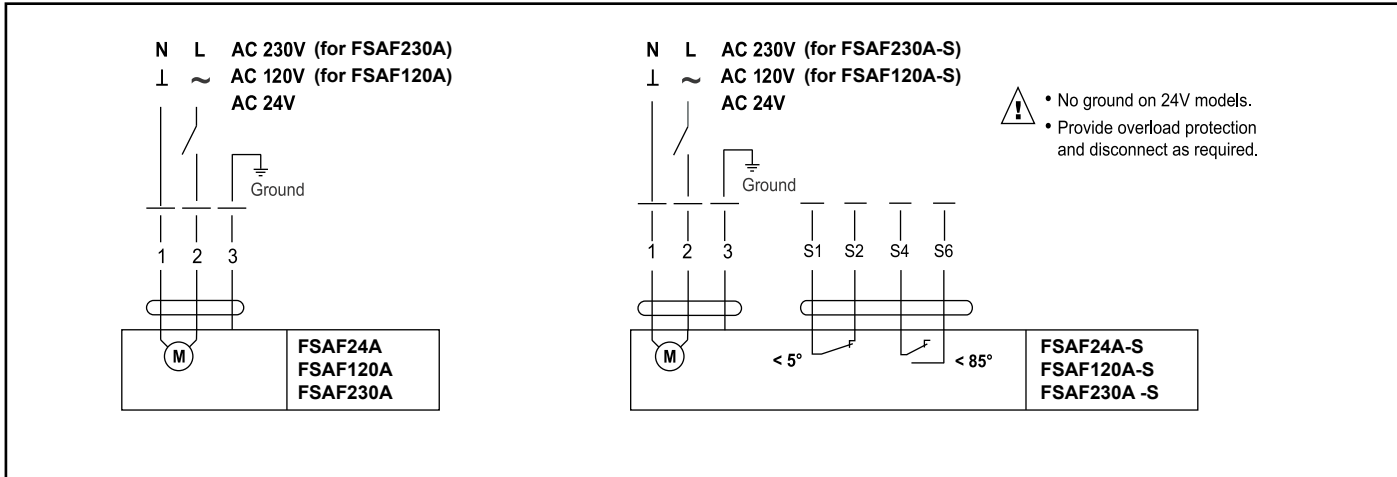 N L AC 230V (for FSAF230A)
⊥ ~ AC 120V (for FSAF120A)
AC 24V
Ground
1 2 3
M
FSAF24A
FSAF120A
FSAF230A
N L AC 230V (for FSAF230A-S)
⊥ ~ AC 120V (for FSAF120A-S)
AC 24V
Ground
1 2 3 S1 S2 S4 S6
M
< 5°
< 85°
FSAF24A-S
FSAF120A-S
FSAF230A -S
!
• No ground on 24V models.
• Provide overload protection
and disconnect as required.